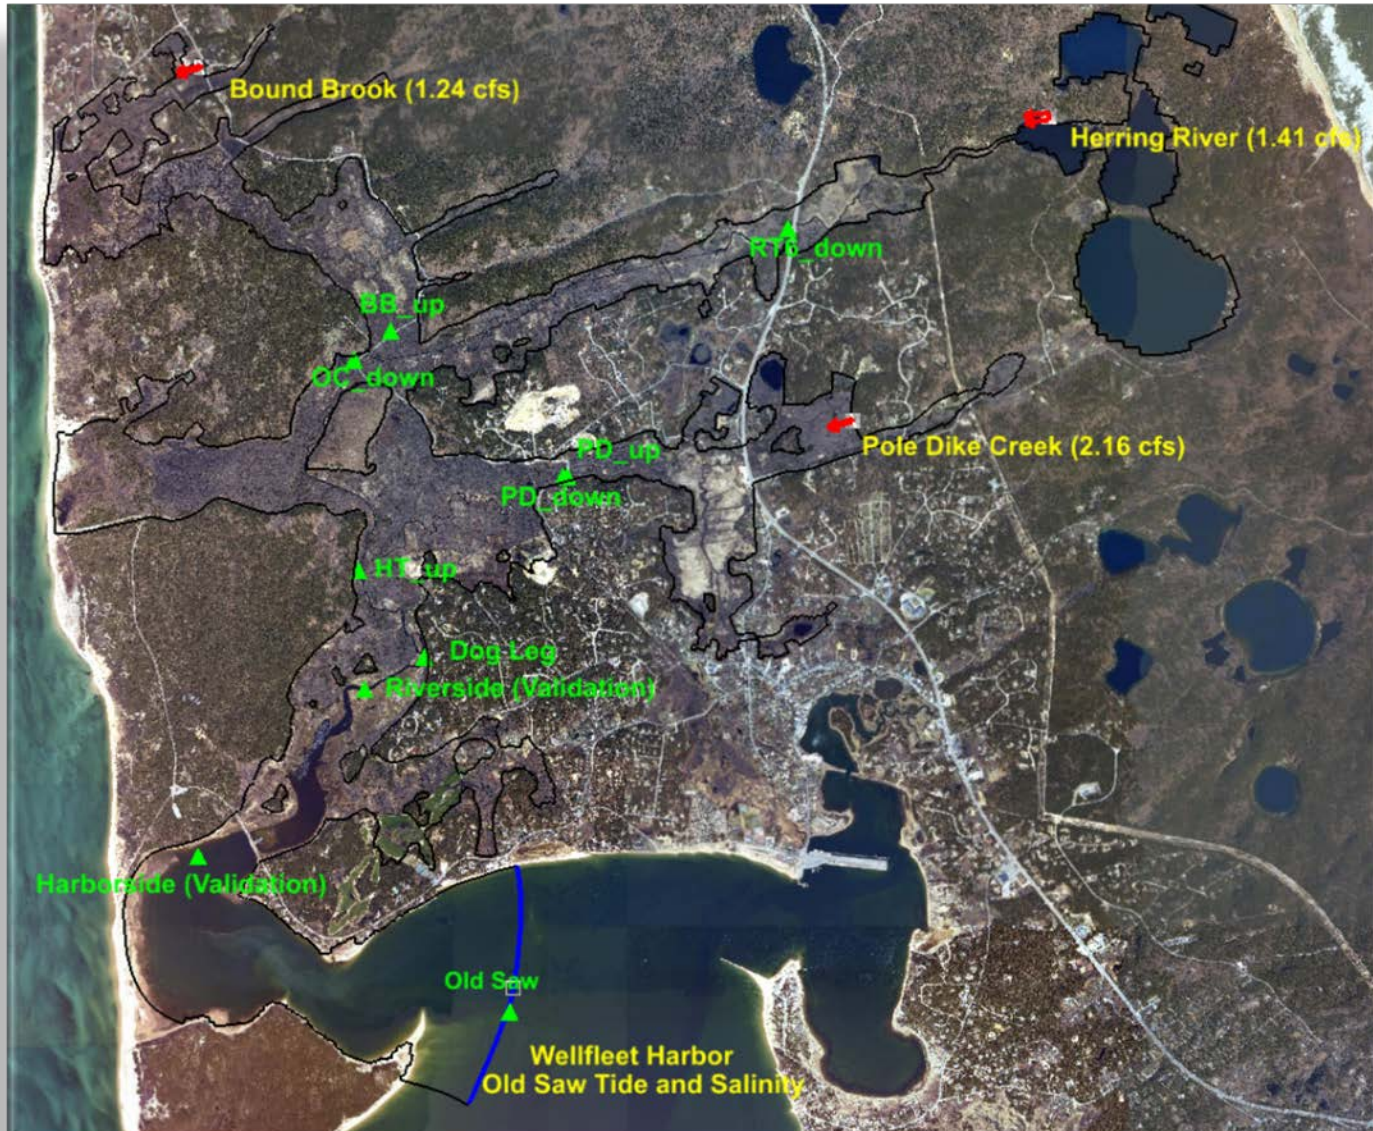 Bound Brook (1.24 cfs)
Herring River (1.41 cfs)
RT6_down
BB_up
OC_down
PD_up
Pole Dike Creek (2.16 cfs)
PD_down
HT_up
Dog Leg
Riverside (Validation)
Harborside (Validation)
Old Saw
Wellfleet Harbor
Old Saw Tide and Salinity